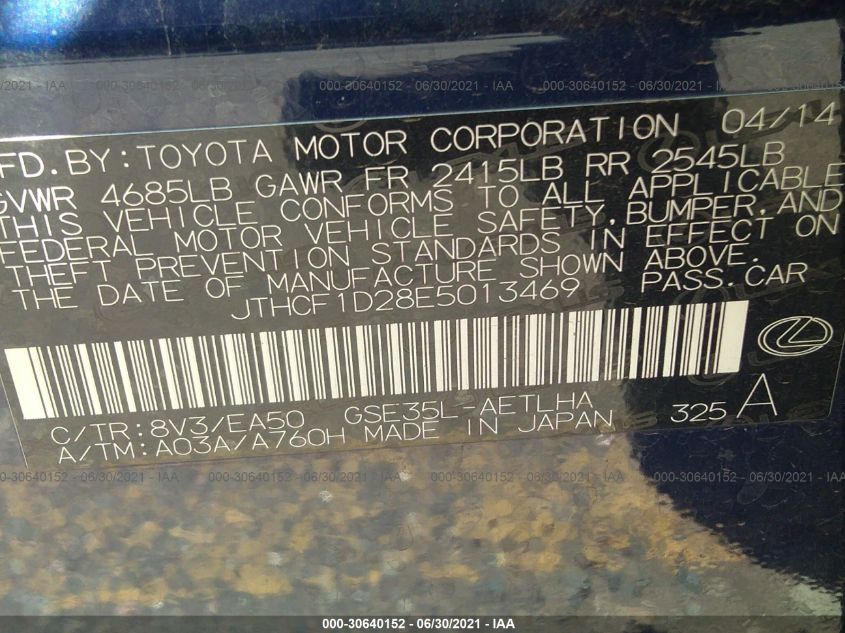 000-30640152 - 06/30/2021 - IAA
MFD. BY: TOYOTA MOTOR CORPORATION 04/14
GVWR 4685LB GAWR FR 2415LB RR 2545LB
THIS VEHICLE CONFORMS TO ALL APPLICABLE
FEDERAL MOTOR VEHICLE SAFETY, BUMPER, AND
THEFT PREVENTION STANDARDS IN EFFECT ON
THE DATE OF MANUFACTURE SHOWN ABOVE.
JTHCF1D28E5013469 PASS. CAR
C/TR: 8V3/EA50 GSE35L-AETLHA 325 A
A/TM: A03A/A760H MADE IN JAPAN
000-30640152 - 06/30/2021 - IAA
000-30640152 - 06/30/2021 - IAA